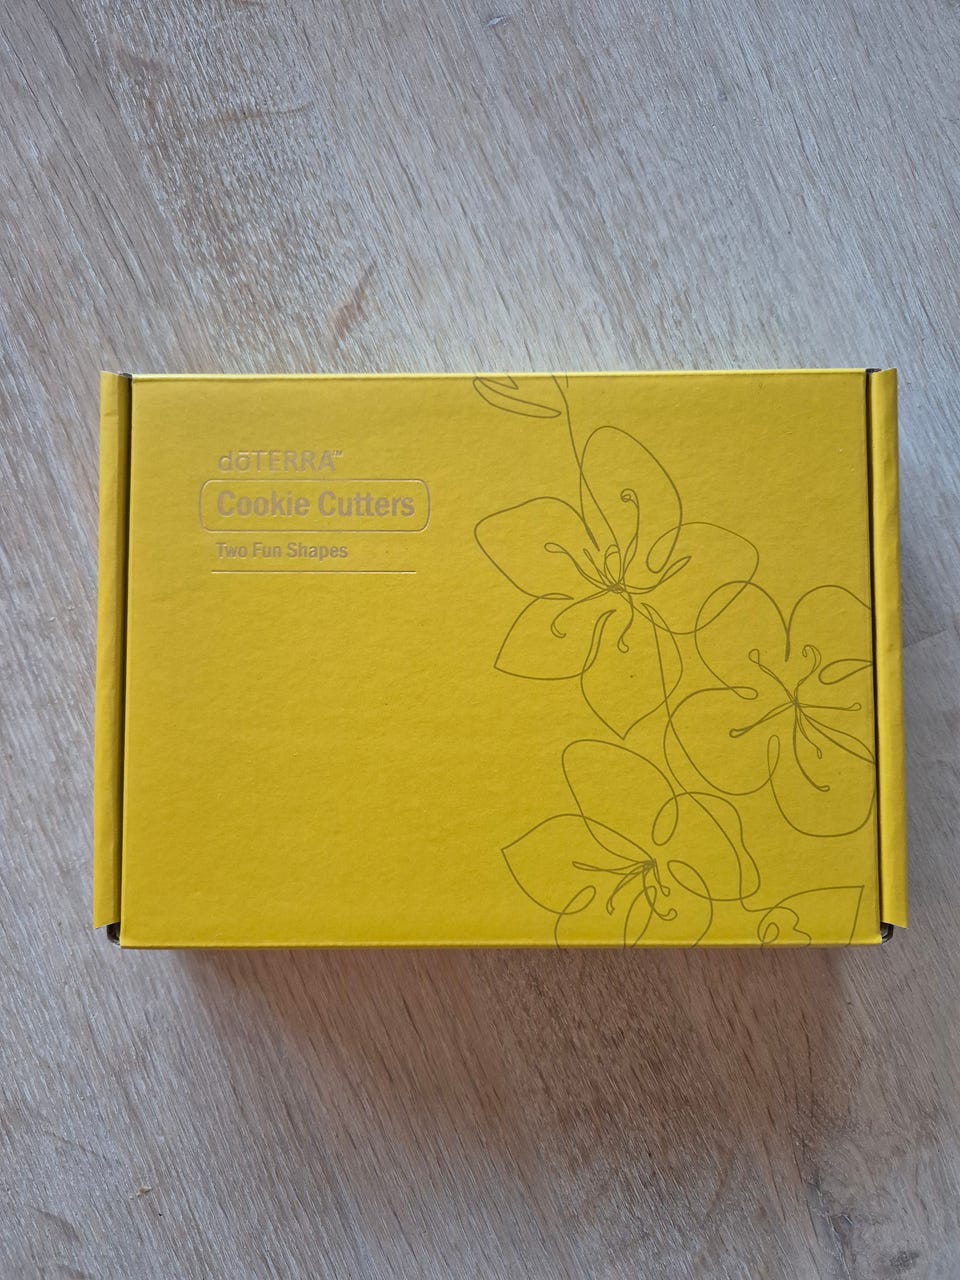 dōTERRA™
Cookie Cutters
Two Fun Shapes